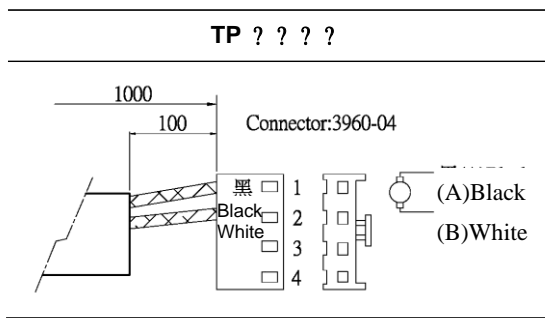 TP ? ? ? ?
1000
100
Connector:3960-04
黑 1
Black 2
White 3
4
(A)Black
(B)White